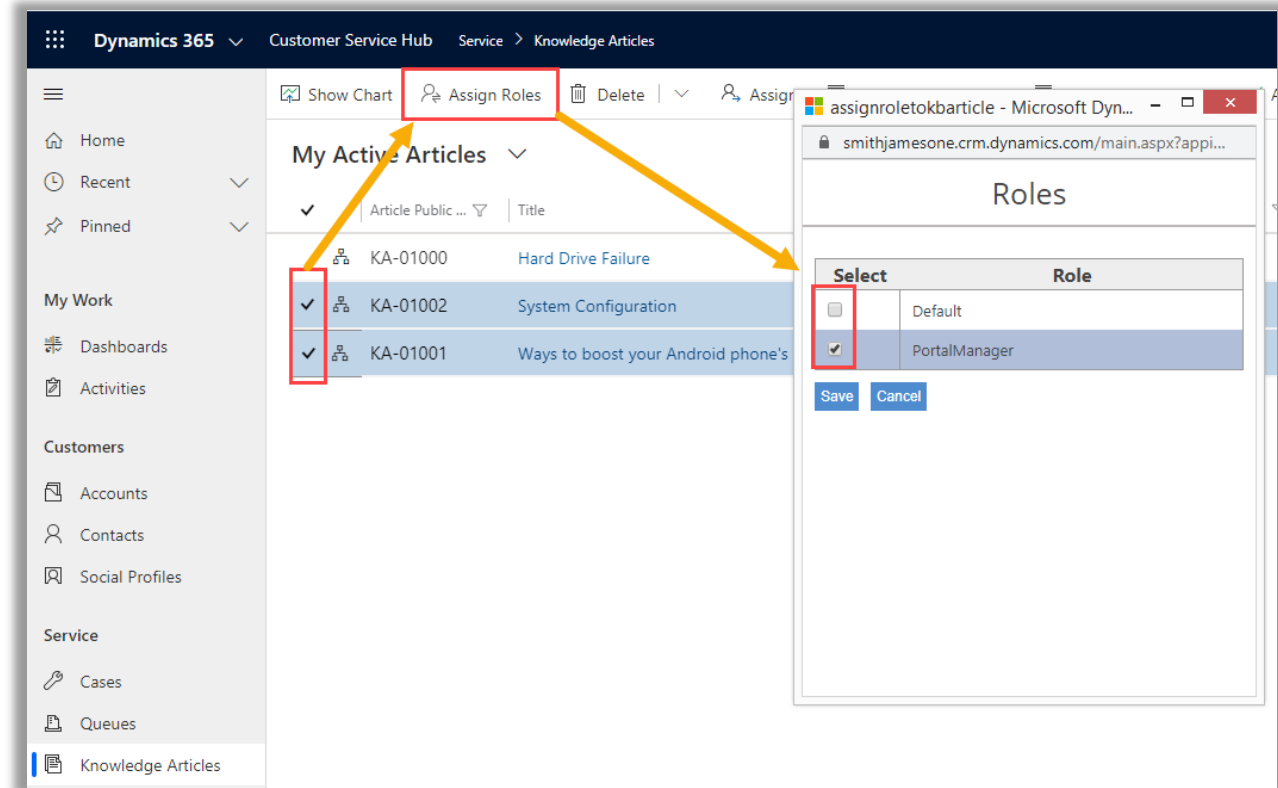 Dynamics 365 Customer Service Hub Service > Knowledge Articles
Show Chart Assign Roles Delete Assign
Home
Recent
Pinned
My Work
Dashboards
Activities
Customers
Accounts
Contacts
Social Profiles
Service
Cases
Queues
Knowledge Articles
My Active Articles
Article Public ... Title
KA-01000 Hard Drive Failure
KA-01002 System Configuration
KA-01001 Ways to boost your Android phone's
assignroletokbarticle - Microsoft Dyn...
smithjamesone.crm.dynamics.com/main.aspx?appi...
Roles
Select Role
Default
PortalManager
Save Cancel